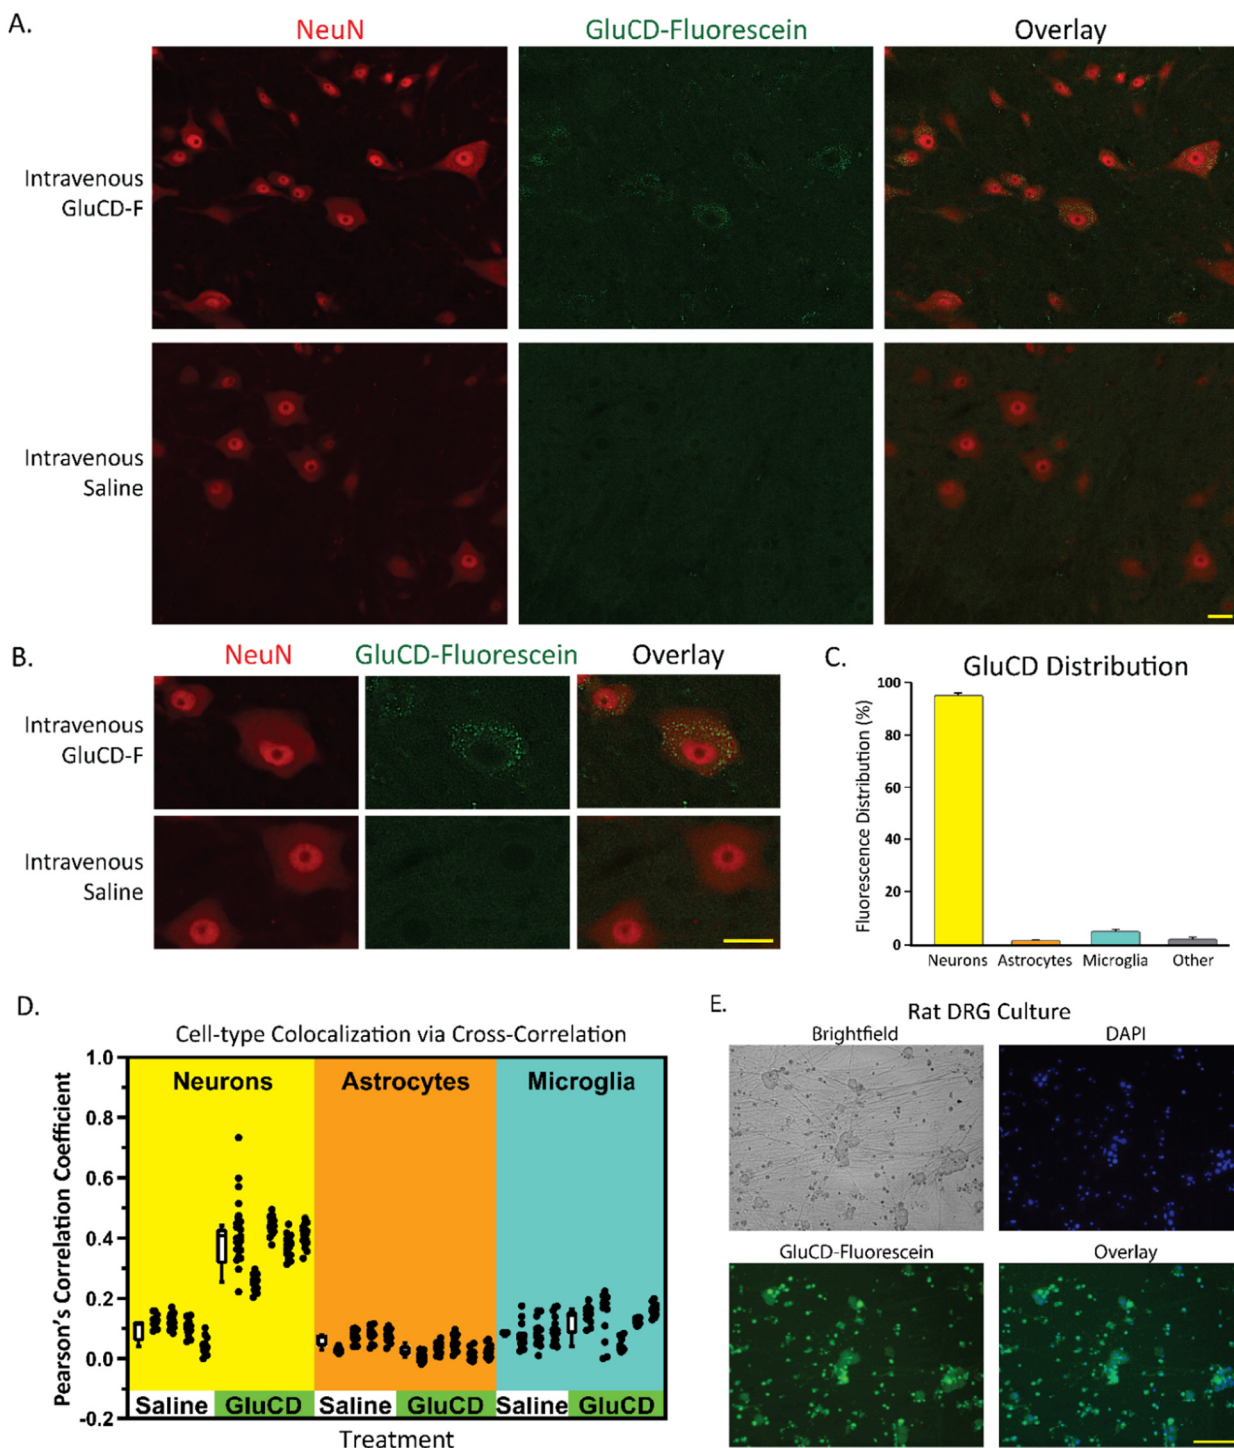 A.
NeuN
GluCD-Fluorescein
Overlay
Intravenous
GluCD-F
Intravenous
Saline
B.
NeuN
GluCD-Fluorescein
Overlay
Intravenous
GluCD-F
Intravenous
Saline
C.
GluCD Distribution
Fluorescence Distribution (%)
100
80
60
40
20
0
Neurons
Astrocytes
Microglia
Other
D.
Cell-type Colocalization via Cross-Correlation
Pearson's Correlation Coefficient
1.0
0.8
0.6
0.4
0.2
0.0
-0.2
Neurons
Astrocytes
Microglia
Saline
GluCD
Saline
GluCD
Saline
GluCD
Treatment
E.
Rat DRG Culture
Brightfield
DAPI
GluCD-Fluorescein
Overlay